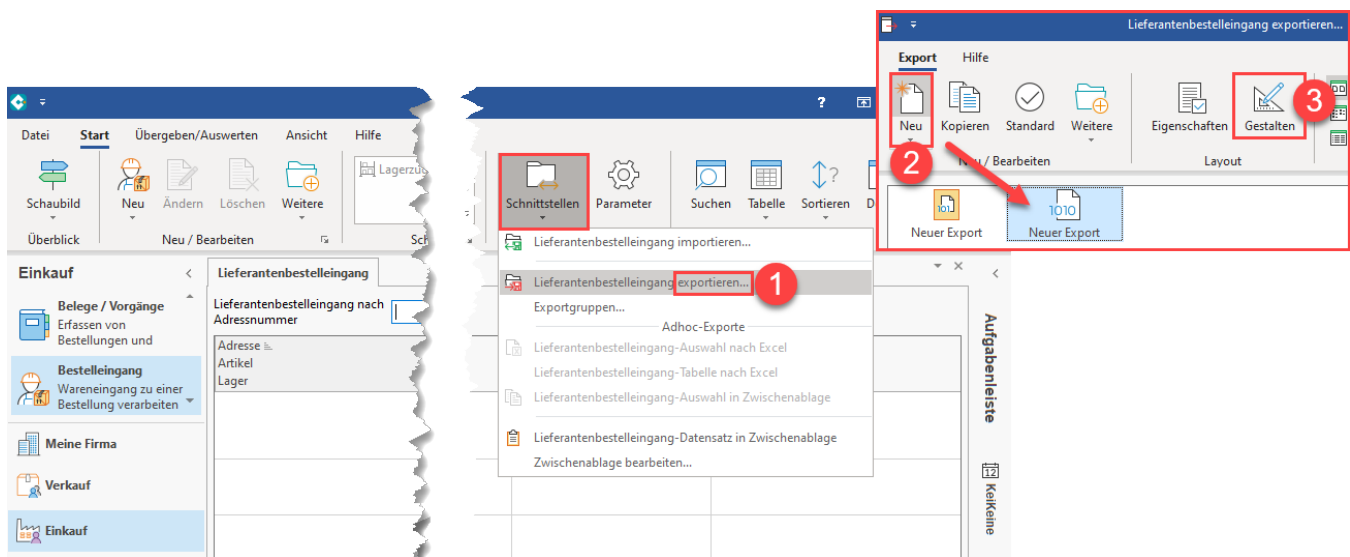 Lieferantenbestelleingang exportieren...
Export Hilfe
Neu Kopieren Standard Weitere Eigenschaften Gestalten
3
2
Neu / Bearbeiten Layout
Neuer Export Neuer Export
?
Datei Start Übergeben/Auswerten Ansicht Hilfe
Lagerzu
Schaubild Neu Ändern Löschen Weitere
Überblick Neu / Bearbeiten Sch
Schnittstellen Parameter Suchen Tabelle Sortieren D
Lieferantenbestelleingang importieren...
Lieferantenbestelleingang exportieren...
1
Exportgruppen...
Adhoc-Exporte
Lieferantenbestelleingang-Auswahl nach Excel
Lieferantenbestelleingang-Tabelle nach Excel
Lieferantenbestelleingang-Auswahl in Zwischenablage
Lieferantenbestelleingang-Datensatz in Zwischenablage
Zwischenablage bearbeiten...
Einkauf
Belege / Vorgänge
Erfassen von
Bestellungen und
Bestelleingang
Wareneingang zu einer
Bestellung verarbeiten
Meine Firma
Verkauf
Einkauf
Lieferantenbestelleingang
Lieferantenbestelleingang nach
Adressnummer
Adresse
Artikel
Lager
Aufgabenleiste
12
KeiKeine